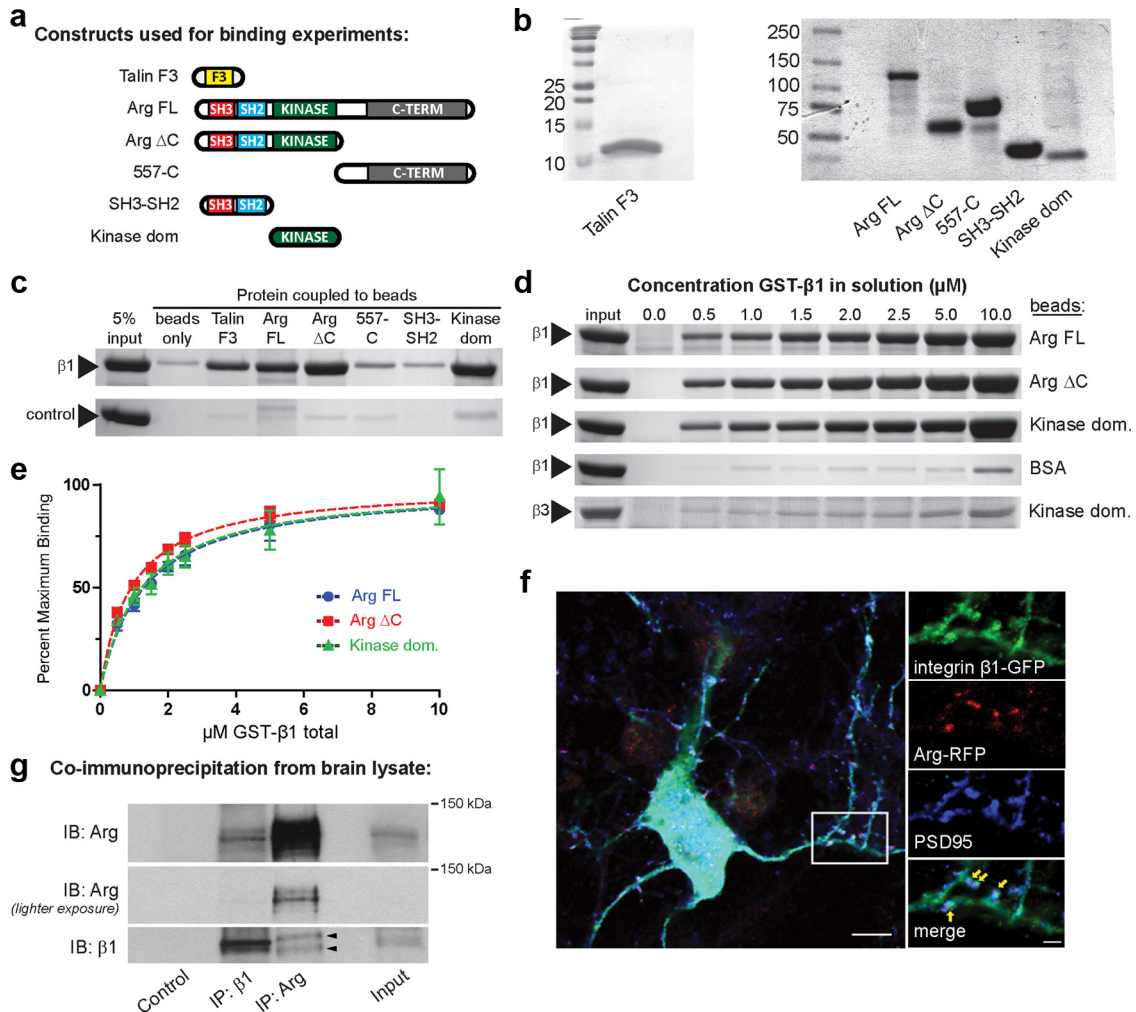 a
Constructs used for binding experiments:
Talin F3
F3
Arg FL
SH3 SH2 KINASE C-TERM
Arg ΔC
SH3 SH2 KINASE
557-C
C-TERM
SH3-SH2
SH3 SH2
Kinase dom
KINASE
b
25
20
15
10
Talin F3
250
150
100
75
50
Arg FL
Arg ΔC
557-C
SH3-SH2
Kinase dom
c
Protein coupled to beads
5% input
beads only
Talin F3
Arg FL
Arg ΔC
557-C
SH3-SH2
Kinase dom
β1
control
d
Concentration GST-β1 in solution (µM)
input 0.0 0.5 1.0 1.5 2.0 2.5 5.0 10.0 beads:
β1 Arg FL
β1 Arg ΔC
β1 Kinase dom.
β1 BSA
β3 Kinase dom.
e
Percent Maximum Binding
100
50
0
0 2 4 6 8 10
µM GST-β1 total
Arg FL
Arg ΔC
Kinase dom.
f
integrin β1-GFP
Arg-RFP
PSD95
merge
g
Co-immunoprecipitation from brain lysate:
150 kDa
IB: Arg
150 kDa
IB: Arg
(lighter exposure)
IB: β1
Control
IP: β1
IP: Arg
Input